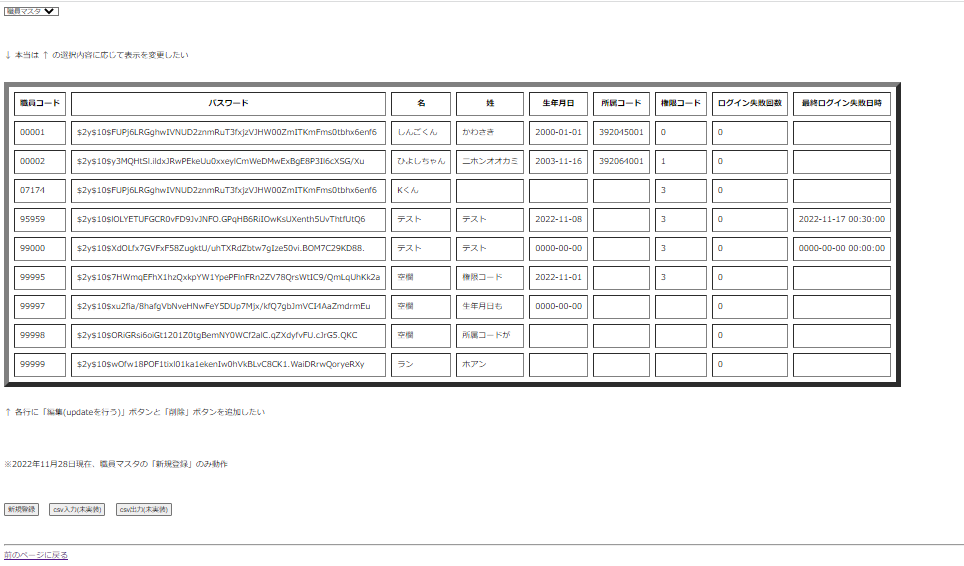 職員マスタ
↓ 本当は ↑ の選択内容に応じて表示を変更したい
職員コード パスワード 名 姓 生年月日 所属コード 権限コード ログイン失敗回数 最終ログイン失敗日時
00001 $2y$10$FUPj6LRGghwIVNUD2znmRuT3fxjzVJHW00ZmITKmFms0tbhx6enf6 しんごくん かわさき 2000-01-01 392045001 0 0
00002 $2y$10$y3MQHtSl.ildxJRwPEkeUu0xxeylCmWeDMwExBgE8P3Il6cXSG/Xu ひよしちゃん ニホンオオカミ 2003-11-16 392064001 1 0
07174 $2y$10$FUPj6LRGghwIVNUD2znmRuT3fxjzVJHW00ZmITKmFms0tbhx6enf6 Kくん 3 0
95959 $2y$10$lOLYETUFGCR0vFD9JvJNFO.GPqHB6RiIOwKsUXenth5UvThtfUtQ6 テスト テスト 2022-11-08 3 0 2022-11-17 00:30:00
99000 $2y$10$XdOLfx7GVFxF58ZugktU/uhTXRdZbtw7gIze50vi.BOM7C29KD88. テスト テスト 0000-00-00 3 0 0000-00-00 00:00:00
99995 $2y$10$7HWmqEFhX1hzQxkpYW1YpePFlnFRn2ZV78QrsWtIC9/QmLqUhKk2a 空欄 権限コード 2022-11-01 3 0
99997 $2y$10$xu2fia/8hafgVbNveHNwFeY5DUp7Mjx/kfQ7gbJmVCI4AaZmdrmEu 空欄 生年月日も 0000-00-00 0
99998 $2y$10$ORiGRsi6oiGt1201Z0tgBemNY0WCf2alC.qZXdyfvFU.cJrG5.QKC 空欄 所属コードが 0
99999 $2y$10$wOfw18POF1tixl01ka1ekenIw0hVkBLvC8CK1.WaiDRrwQoryeRXy ラン ホアン 0
↑ 各行に「編集(updateを行う)」ボタンと「削除」ボタンを追加したい
※2022年11月28日現在、職員マスタの「新規登録」のみ動作
新規登録 csv入力(未実装) csv出力(未実装)
前のページに戻る